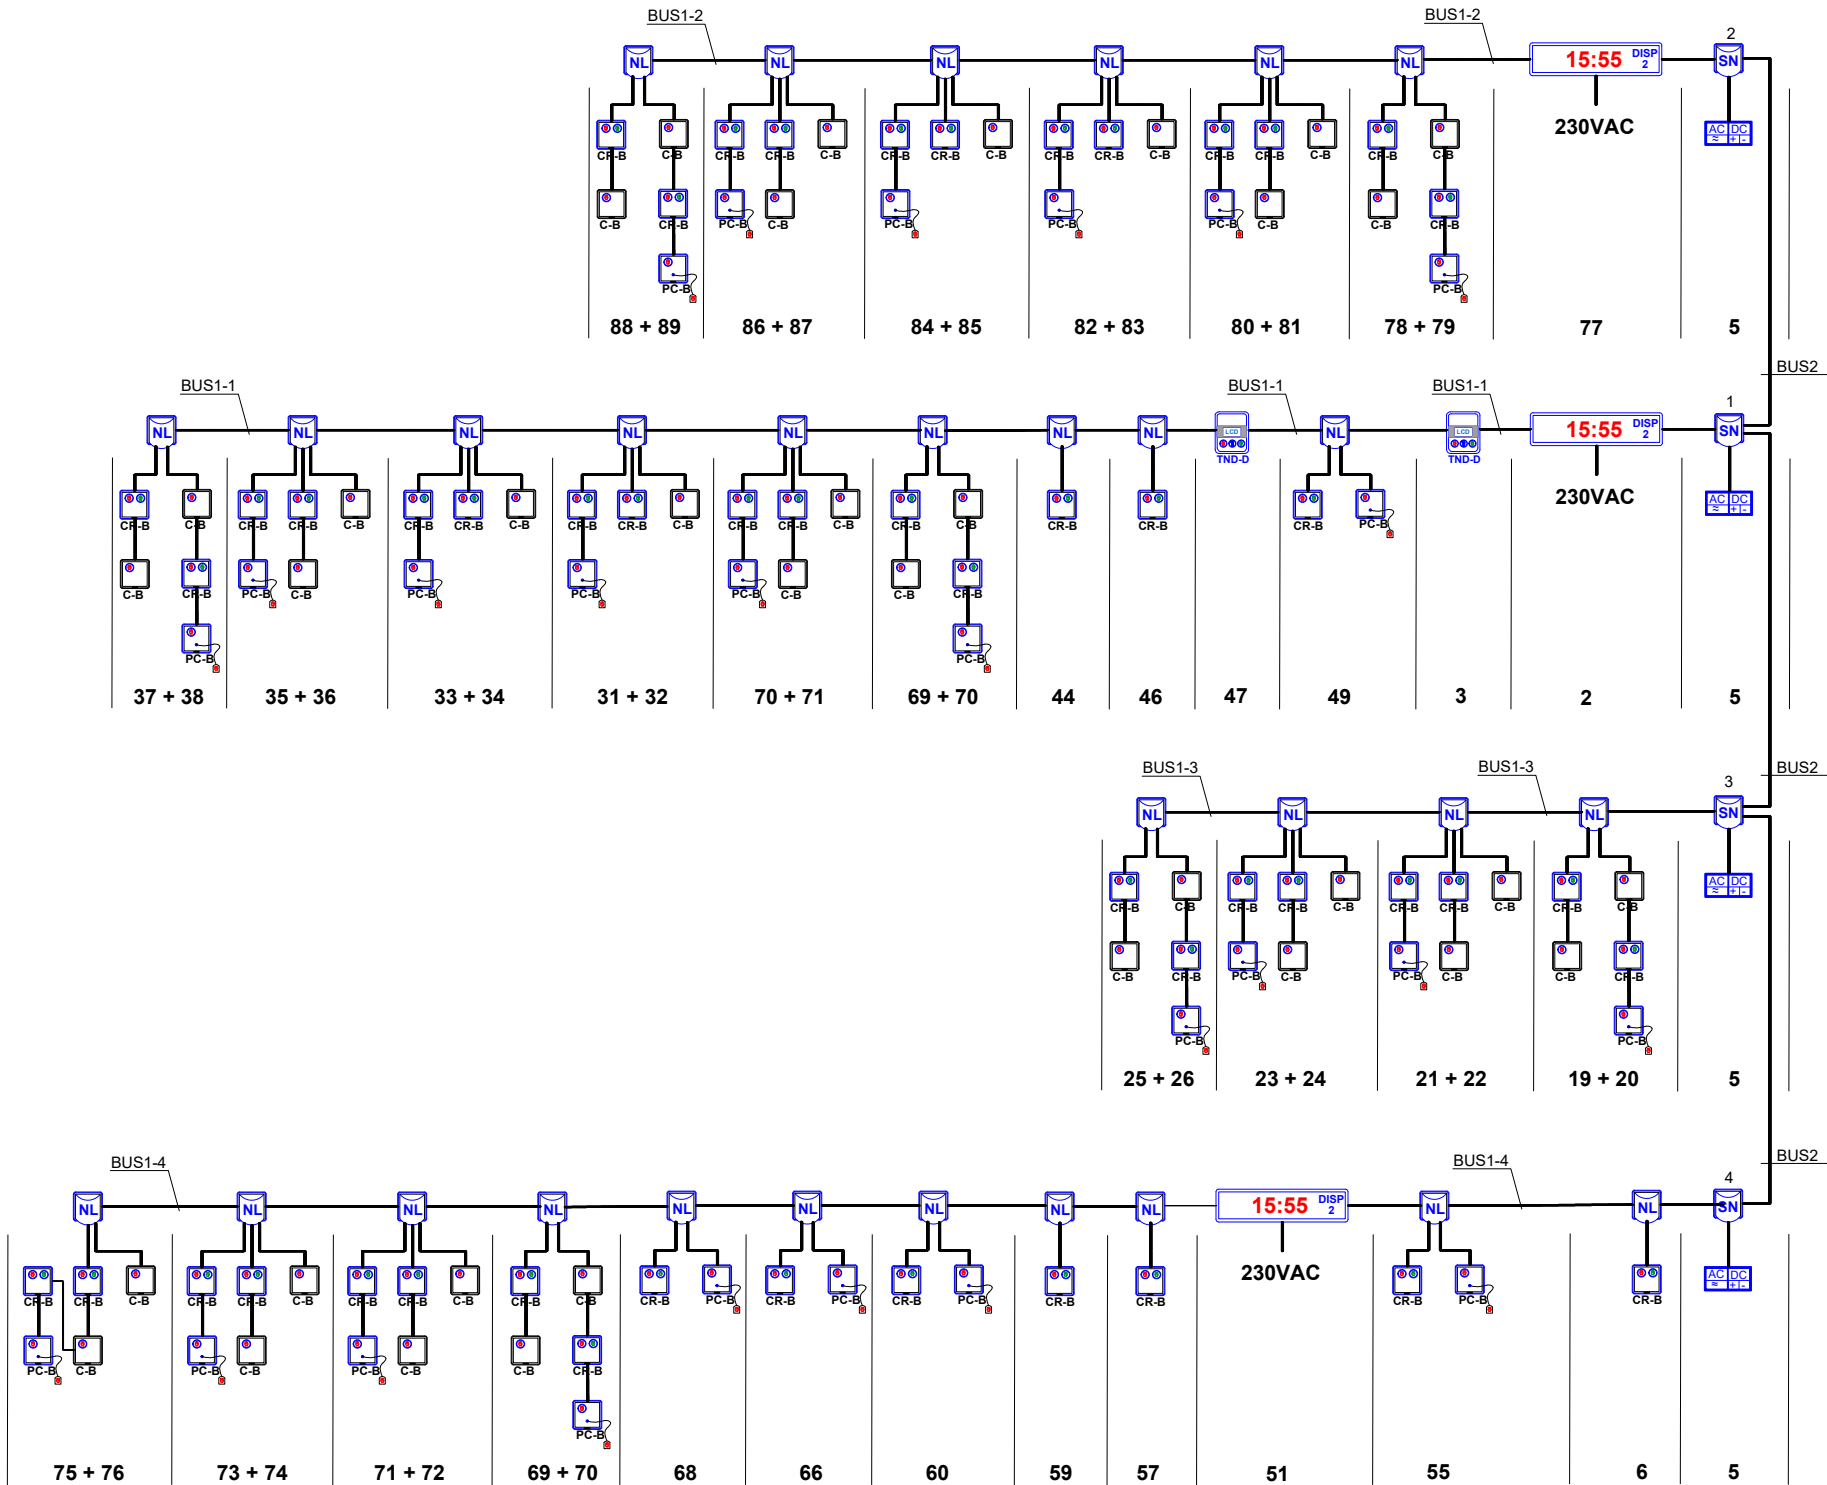 BUS1-2 BUS1-2 2
NL NL NL NL NL NL 15:55 DISP 2 SN
230VAC
AC DC
≈ + -
CR-B C-B CR-B CR-B C-B CR-B CR-B C-B CR-B CR-B C-B CR-B CR-B C-B CR-B C-B
C-B CR-B PC-B C-B PC-B PC-B PC-B C-B C-B CR-B
PC-B PC-B
88 + 89 86 + 87 84 + 85 82 + 83 80 + 81 78 + 79 77 5
BUS2
BUS1-1 BUS1-1 BUS1-1 1
NL NL NL NL NL NL NL NL LCD TND-D NL LCD TND-D 15:55 DISP 2 SN
230VAC
AC DC
≈ + -
CR-B C-B CR-B CR-B C-B CR-B CR-B C-B CR-B CR-B C-B CR-B CR-B C-B CR-B C-B CR-B CR-B CR-B PC-B
C-B CR-B PC-B C-B PC-B PC-B PC-B C-B C-B CR-B
PC-B PC-B
37 + 38 35 + 36 33 + 34 31 + 32 70 + 71 69 + 70 44 46 47 49 3 2 5
BUS2
BUS1-3 BUS1-3 3
NL NL NL NL SN
AC DC
≈ + -
CR-B C-B CR-B CR-B C-B CR-B CR-B C-B CR-B C-B
C-B CR-B PC-B C-B PC-B C-B C-B CR-B
PC-B PC-B
25 + 26 23 + 24 21 + 22 19 + 20 5
BUS2
BUS1-4 BUS1-4 4
NL NL NL NL NL NL NL NL NL 15:55 DISP 2 NL NL SN
230VAC
AC DC
≈ + -
CR-B CR-B C-B CR-B CR-B C-B CR-B CR-B C-B CR-B C-B CR-B PC-B CR-B PC-B CR-B PC-B CR-B CR-B CR-B PC-B CR-B
PC-B C-B PC-B C-B PC-B C-B C-B CR-B
PC-B
75 + 76 73 + 74 71 + 72 69 + 70 68 66 60 59 57 51 55 6 5